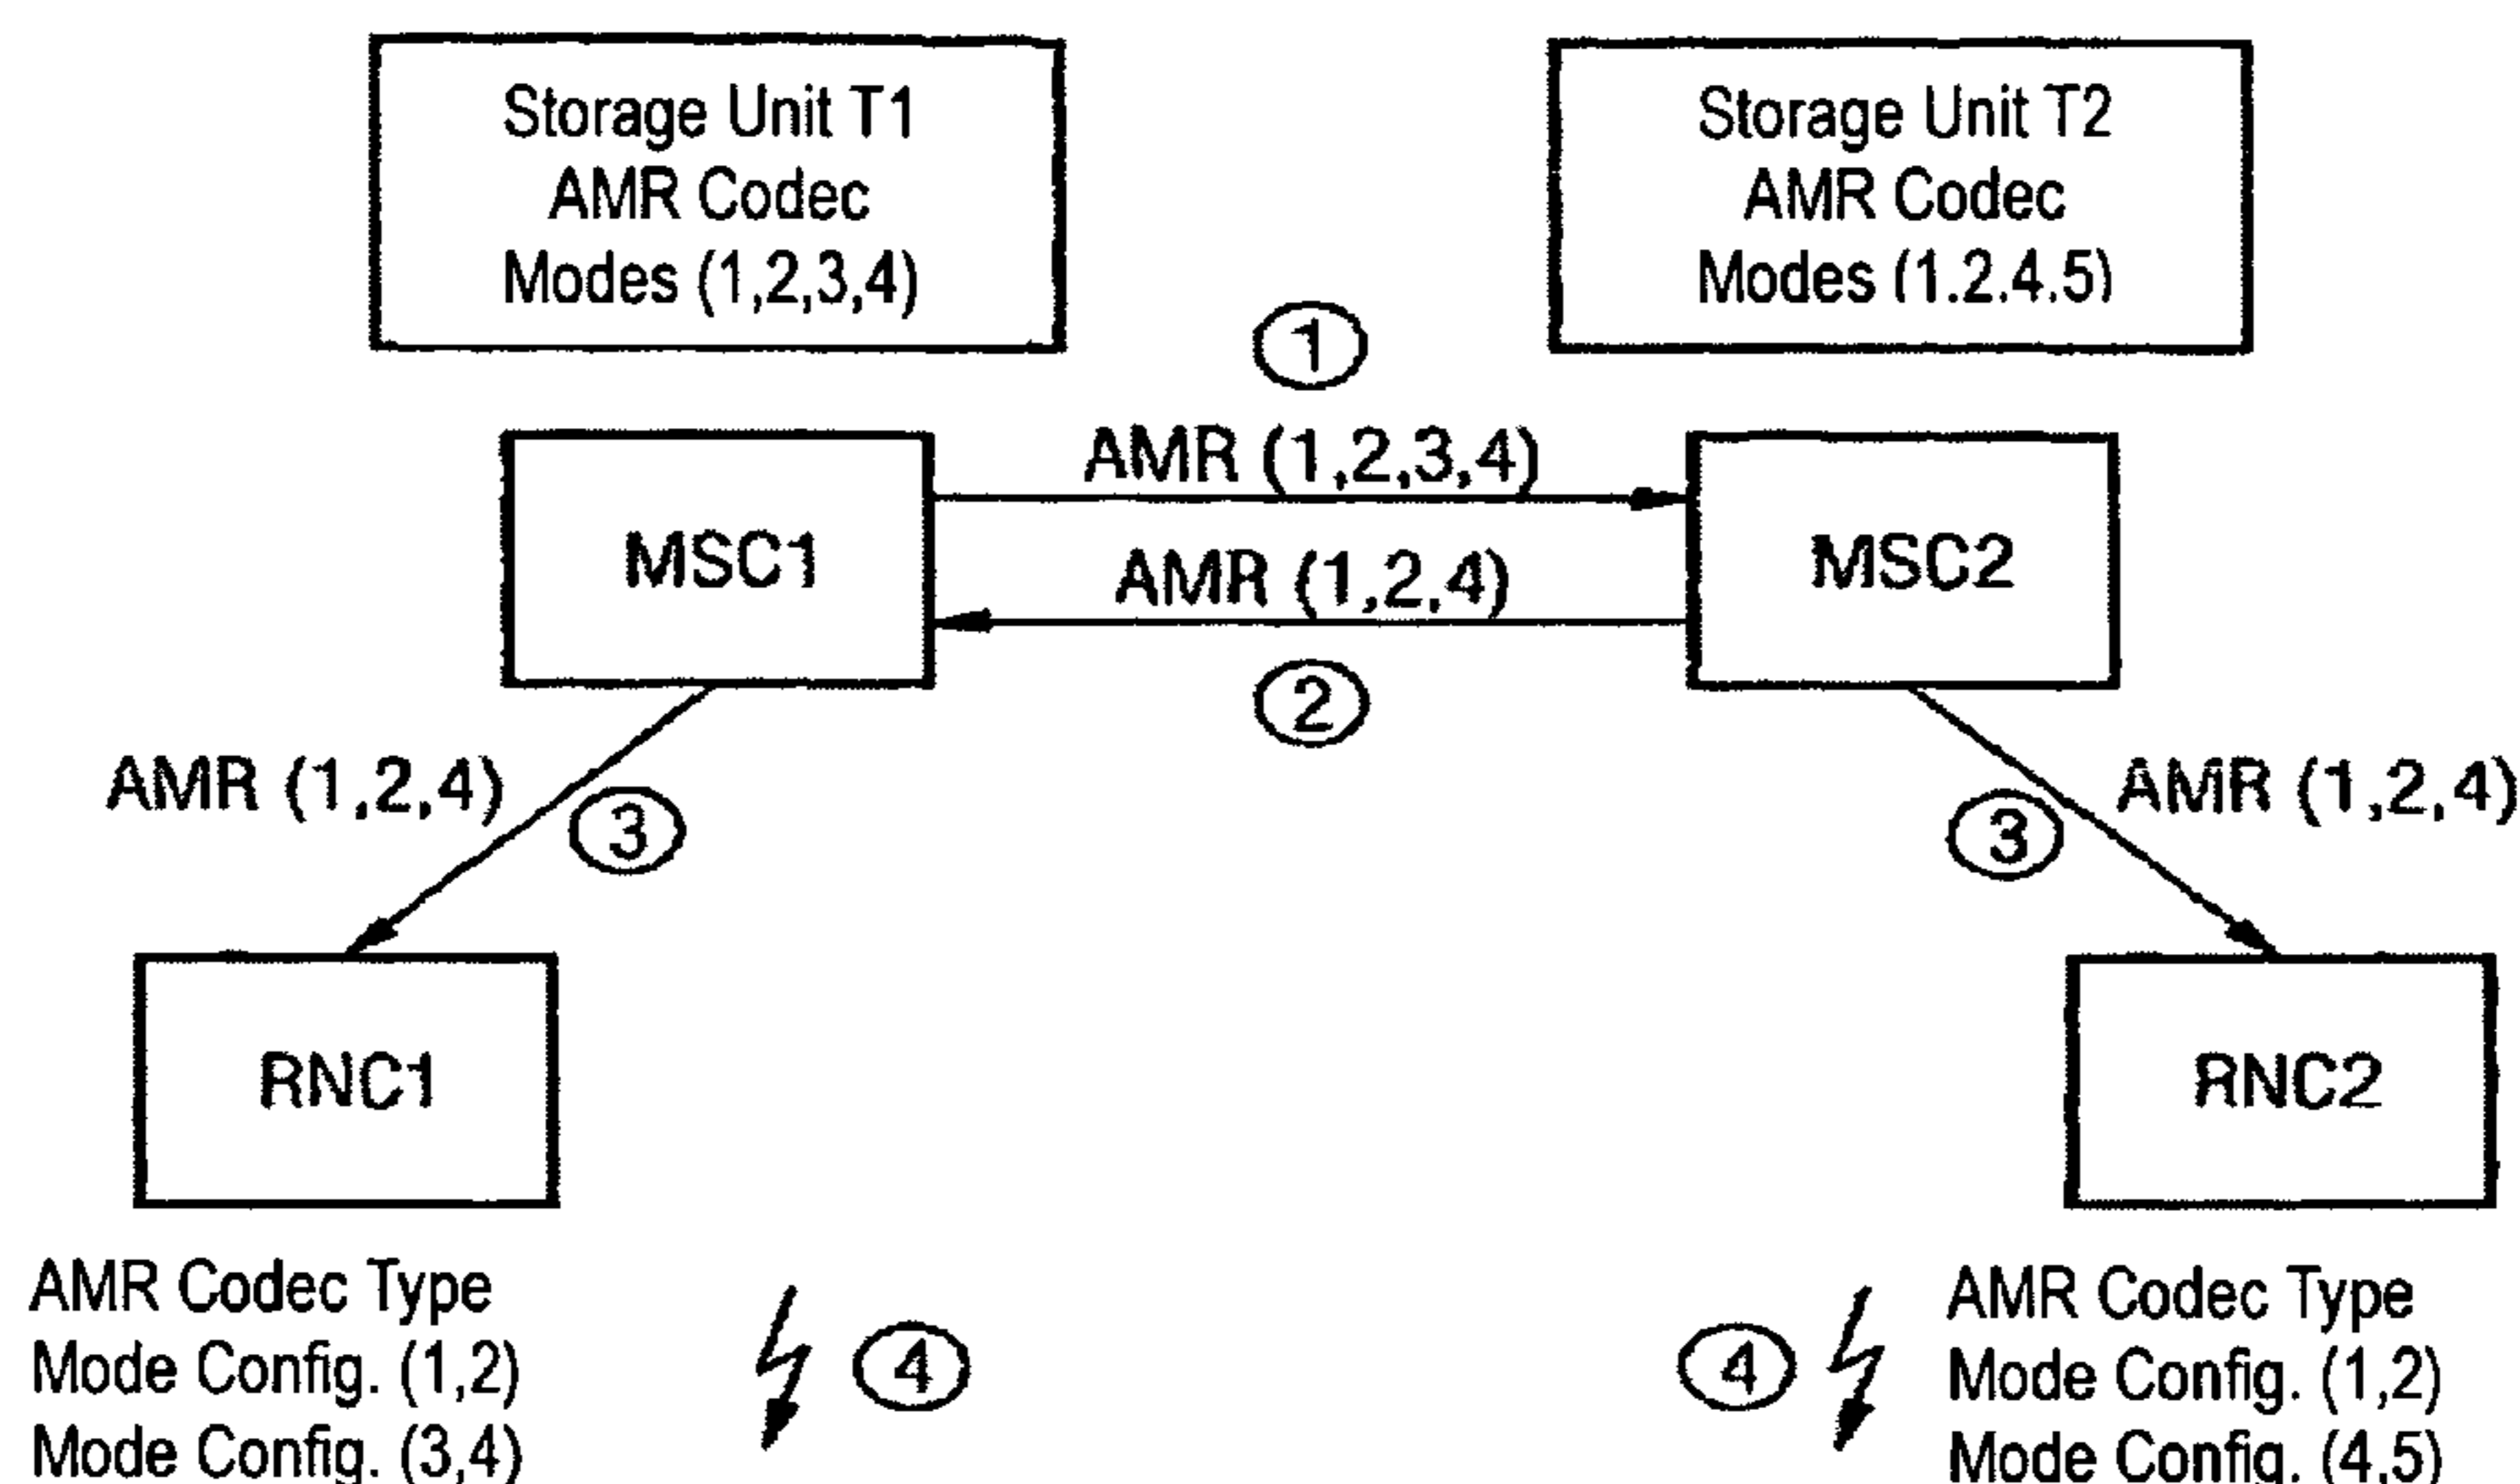 Storage Unit T1
AMR Codec
Modes (1,2,3,4)
Storage Unit T2
AMR Codec
Modes (1.2.4.5)
1
AMR (1,2,3,4)
MSC1
MSC2
AMR (1,2,4)
2
AMR (1,2,4)
3
3
AMR (1,2,4)
RNC1
RNC2
AMR Codec Type
Mode Config. (1,2)
Mode Config. (3,4)
4
4
AMR Codec Type
Mode Config. (1,2)
Mode Config. (4,5)